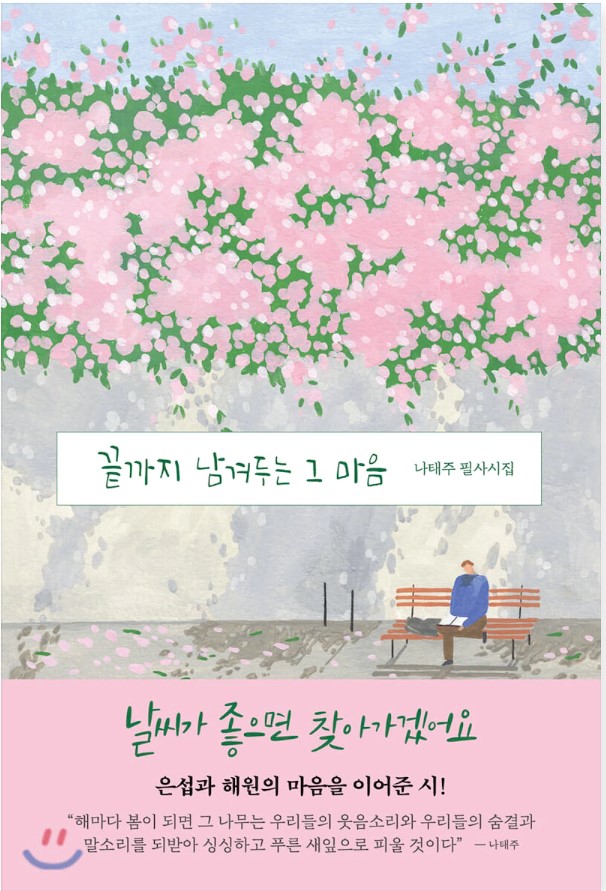 끝까지 남겨두는 그 마음 나태주 필사시집
날씨가 좋으면 찾아가겠어요
은섭과 해원의 마음을 이어준 시!
“해마다 봄이 되면 그 나무는 우리들의 웃음소리와 우리들의 숨결과
말소리를 되받아 싱싱하고 푸른 새잎으로 피울 것이다” — 나태주